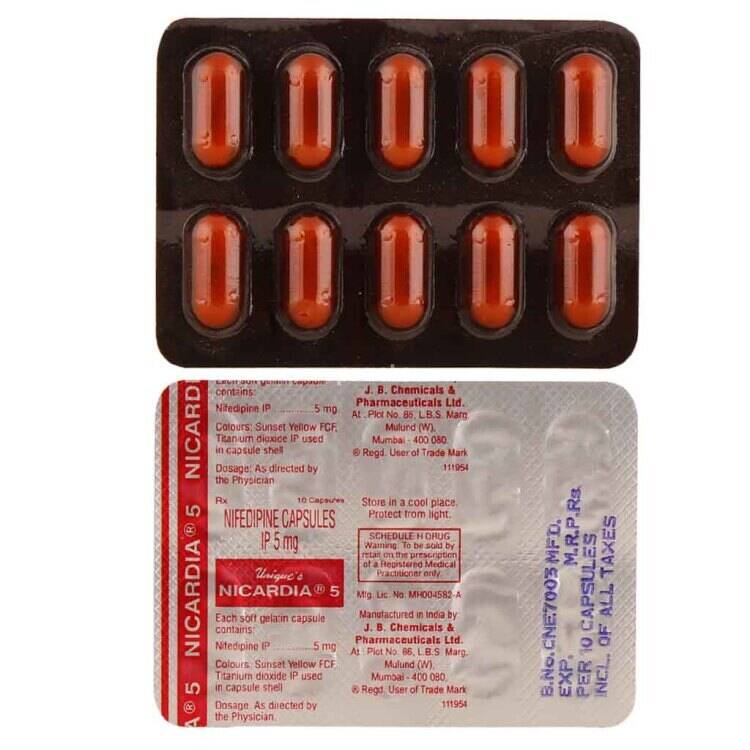 NICARDI
NICARDIA® 5
A® 5
Each soft gelatin capsule
contains:
Nifedipine IP ............. 5 mg
Colours: Sunset Yellow FCF,
Titanium dioxide IP used
in capsule shell
Dosage: As directed by
the Physician
Rx 10 Capsules
NIFEDIPINE CAPSULES
IP 5 mg
Unique's
NICARDIA® 5
Each soft gelatin capsule
contains:
Nifedipine IP ............. 5 mg
Colours: Sunset Yellow FCF,
Titanium dioxide IP used
in capsule shell
Dosage: As directed by
the Physician.
J. B. Chemicals &
Pharmaceuticals Ltd.
At : Plot No. 86, L.B.S. Marg,
Mulund (W),
Mumbai - 400 080.
® Regd. User of Trade Mark
111954
Store in a cool place.
Protect from light.
SCHEDULE H DRUG
Warning: To be sold by
retail on the prescription
of a Registered Medical
Practitioner only.
Mfg. Lic. No. MH004582-A
Manufactured in India by:
J. B. Chemicals &
Pharmaceuticals Ltd.
At : Plot No. 86, L.B.S. Marg,
Mulund (W),
Mumbai - 400 080.
® Regd. User of Trade Mark
111954
B.No.CNE7003 MFD.
EXP. M.R.P.Rs.
PER 10 CAPSULES
INCL. OF ALL TAXES